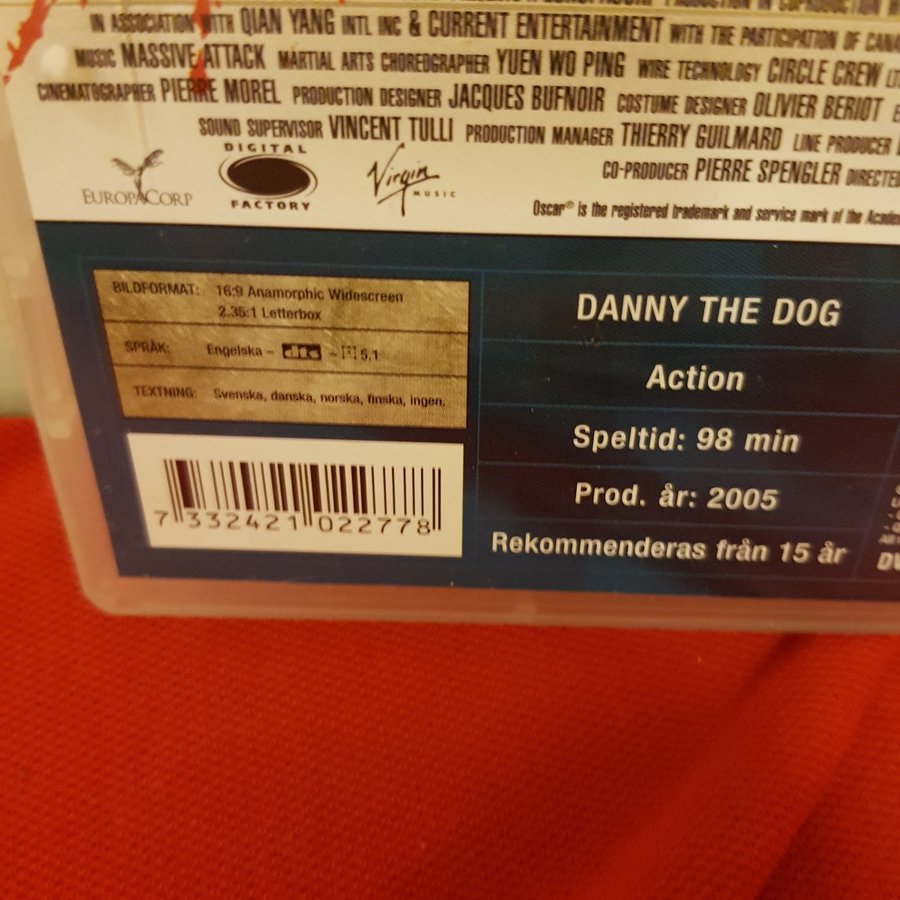 IN ASSOCIATION WITH QIAN YANG INTL INC & CURRENT ENTERTAINMENT WITH THE PARTICIPATION OF
MUSIC MASSIVE ATTACK MARTIAL ARTS CHOREOGRAPHER YUEN WO PING WIRE TECHNOLOGY CIRCLE CREW
CINEMATOGRAPHER PIERRE MOREL PRODUCTION DESIGNER JACQUES BUFNOIR COSTUME DESIGNER OLIVIER BERIOT
SOUND SUPERVISOR VINCENT TULLI PRODUCTION MANAGER THIERRY GUILMARD LINE PRODUCER
CO-PRODUCER PIERRE SPENGLER DIRECTED
EUROPACORP
DIGITAL
FACTORY
Virgin
MUSIC
Oscar® is the registered trademark and service mark of the
BILDFORMAT: 16:9 Anamorphic Widescreen
2.35:1 Letterbox
SPRÅK: Engelska – dts – 5.1
TEXTNING: Svenska, danska, norska, finska, ingen.
7 332421 022778
DANNY THE DOG
Action
Speltid: 98 min
Prod. år: 2005
Rekommenderas från 15 år